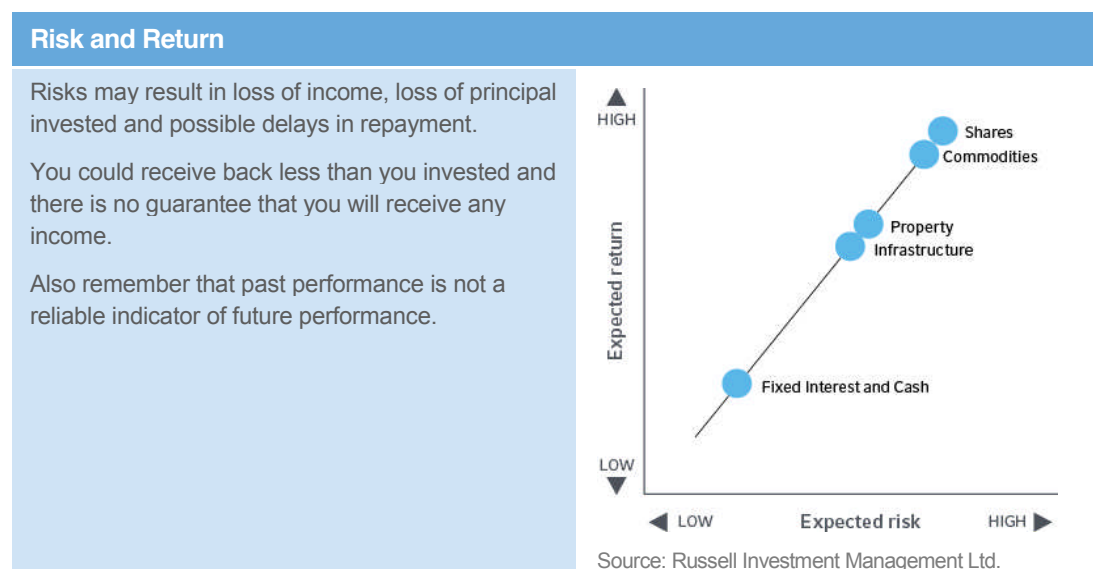 Risk and Return
Risks may result in loss of income, loss of principal
invested and possible delays in repayment.
You could receive back less than you invested and
there is no guarantee that you will receive any
income.
Also remember that past performance is not a
reliable indicator of future performance.
HIGH
Shares
Commodities
Property
Infrastructure
Expected return
Fixed Interest and Cash
LOW
LOW Expected risk HIGH
Source: Russell Investment Management Ltd.